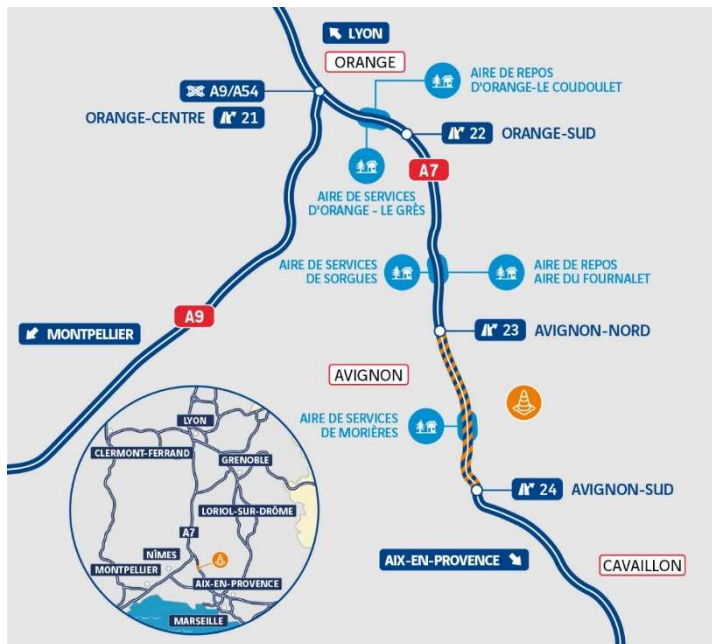 LYON
ORANGE
AIRE DE REPOS
D'ORANGE-LE COUDOULET
A9/A54
ORANGE-CENTRE 21
22 ORANGE-SUD
A7
AIRE DE SERVICES
D'ORANGE - LE GRÈS
AIRE DE SERVICES
DE SORGUES
AIRE DE REPOS
AIRE DU FOURNALET
A9
MONTPELLIER
23 AVIGNON-NORD
AVIGNON
AIRE DE SERVICES
DE MORIÈRES
24 AVIGNON-SUD
AIX-EN-PROVENCE
CAVAILLON
LYON
CLERMONT-FERRAND
GRENOBLE
LORIOL-SUR-DRÔME
A7
NÎMES
MONTPELLIER
AIX-EN-PROVENCE
MARSEILLE